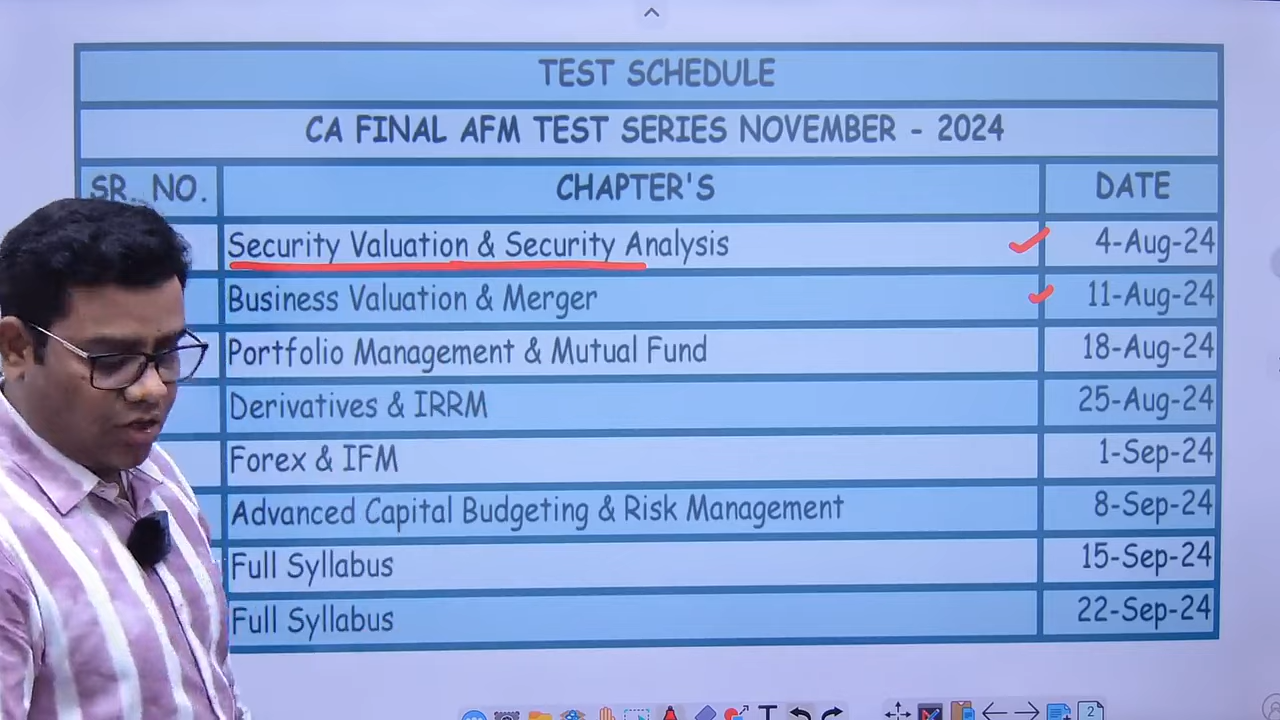 TEST SCHEDULE
CA FINAL AFM TEST SERIES NOVEMBER - 2024
SR. NO. CHAPTER'S DATE
Security Valuation & Security Analysis 4-Aug-24
Business Valuation & Merger 11-Aug-24
Portfolio Management & Mutual Fund 18-Aug-24
Derivatives & IRRM 25-Aug-24
Forex & IFM 1-Sep-24
Advanced Capital Budgeting & Risk Management 8-Sep-24
Full Syllabus 15-Sep-24
Full Syllabus 22-Sep-24
T 2